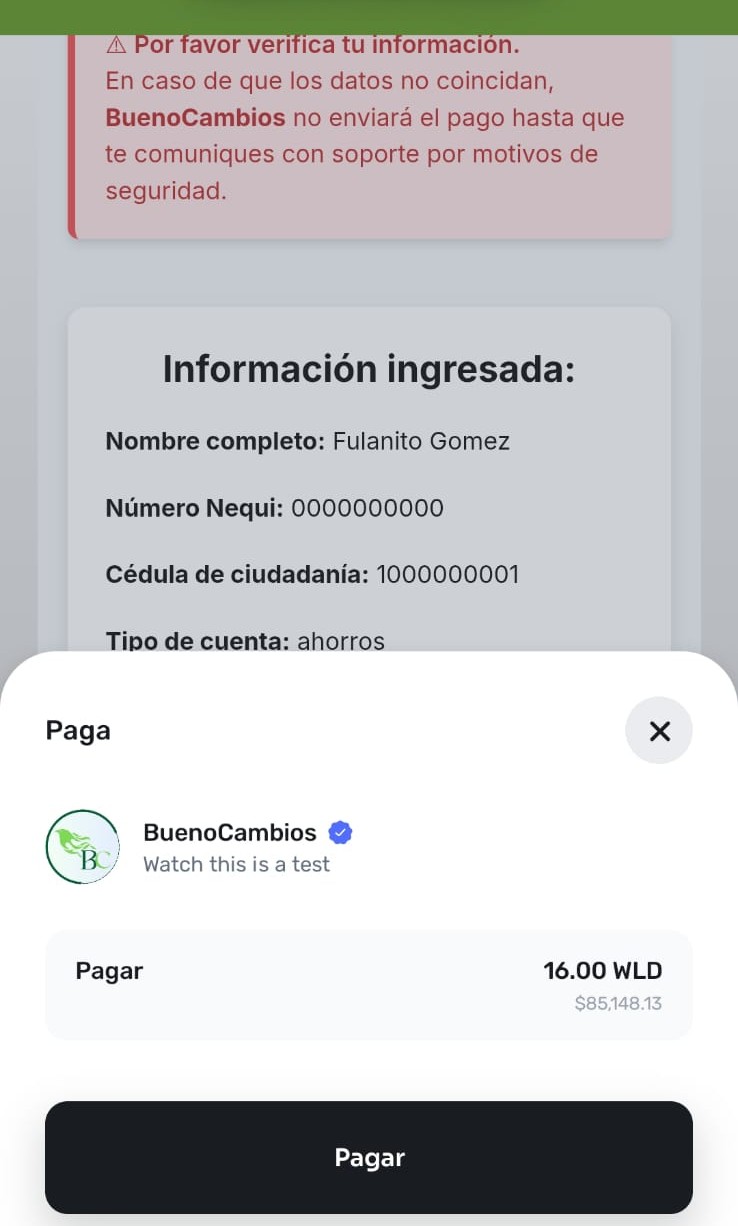 ⚠ Por favor verifica tu información.
En caso de que los datos no coincidan,
BuenoCambios no enviará el pago hasta que
te comuniques con soporte por motivos de
seguridad.
Información ingresada:
Nombre completo: Fulanito Gomez
Número Nequi: 0000000000
Cédula de ciudadanía: 1000000001
Tipo de cuenta: ahorros
Paga
BC
BuenoCambios
Watch this is a test
Pagar 16.00 WLD
$85,148.13
Pagar